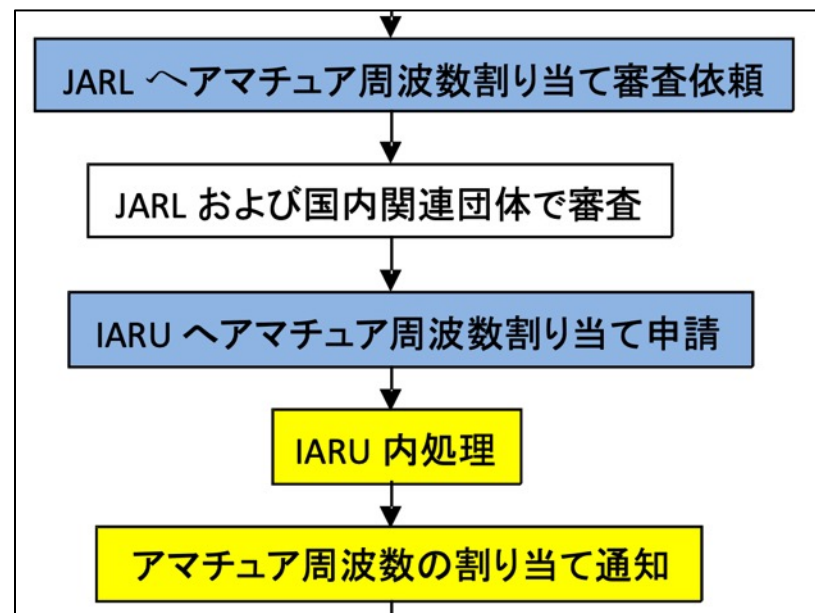 JARL へアマチュア周波数割り当て審査依頼
JARL および国内関連団体で審査
IARU へアマチュア周波数割り当て申請
IARU 内処理
アマチュア周波数の割り当て通知